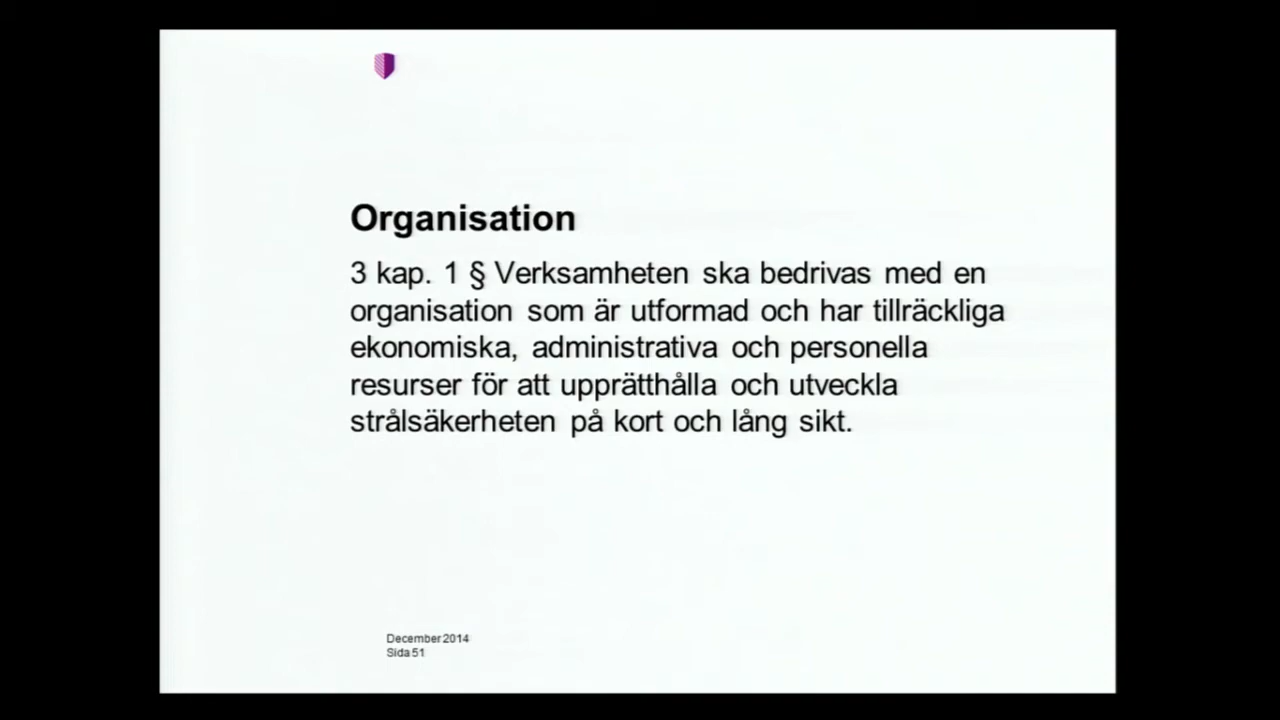 Organisation
3 kap. 1 § Verksamheten ska bedrivas med en
organisation som är utformad och har tillräckliga
ekonomiska, administrativa och personella
resurser för att upprätthålla och utveckla
strålsäkerheten på kort och lång sikt.
December 2014
Sida 51